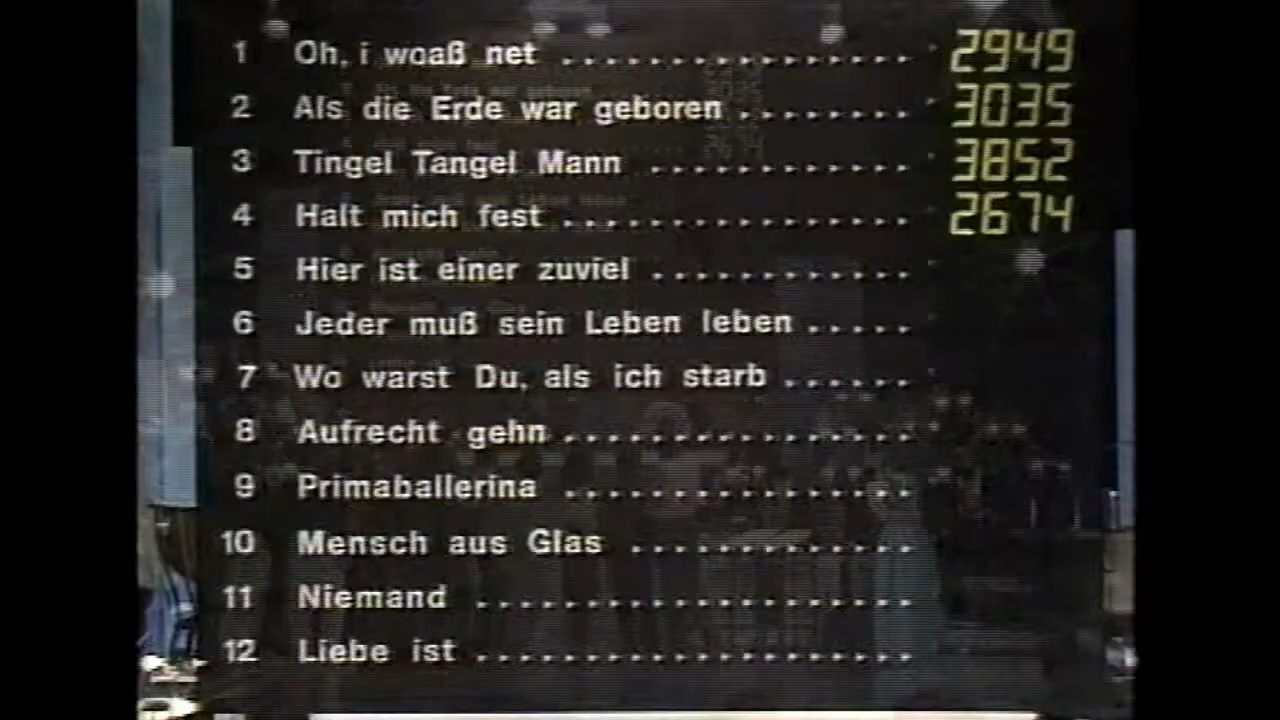 1 Oh, i woaß net ................ 2949
2 Als die Erde war geboren ........ 3035
3 Tingel Tangel Mann ............ 3852
4 Halt mich fest ................ 2674
5 Hier ist einer zuviel ............
6 Jeder muß sein Leben leben .....
7 Wo warst Du, als ich starb ......
8 Aufrecht gehn ................
9 Primaballerina ................
10 Mensch aus Glas .............
11 Niemand ....................
12 Liebe ist ....................